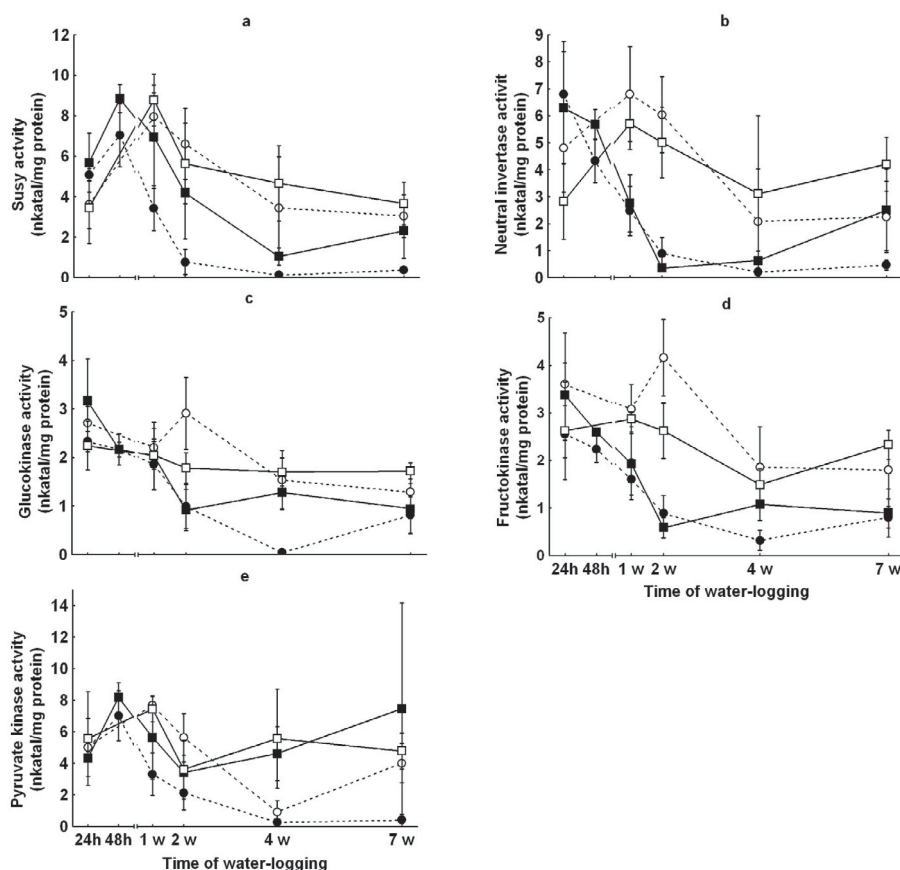 a
Susy actvity
(nkatal/mg protein)
10
8
6
4
2
0
b
Neutral invertase activit
(nkatal/mg protein)
9
8
7
6
5
4
3
2
1
0
c
Glucokinase activity
(nkatal/mg protein)
5
4
3
2
1
0
d
Fructokinase activity
(nkatal/mg protein)
5
4
3
2
1
0
24h 48h 1 w 2 w 4 w 7 w
Time of water-logging
e
Pyruvate kinase actvity
(nkatal/mg protein)
14
12
10
8
6
4
2
0
24h 48h 1 w 2 w 4 w 7 w
Time of water-logging